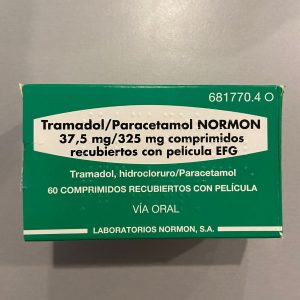 681770.4 O
Tramadol/Paracetamol NORMON
37,5 mg/325 mg comprimidos
recubiertos con película EFG
Tramadol, hidrocloruro/Paracetamol
60 COMPRIMIDOS RECUBIERTOS CON PELÍCULA
VÍA ORAL
LABORATORIOS NORMON, S.A.